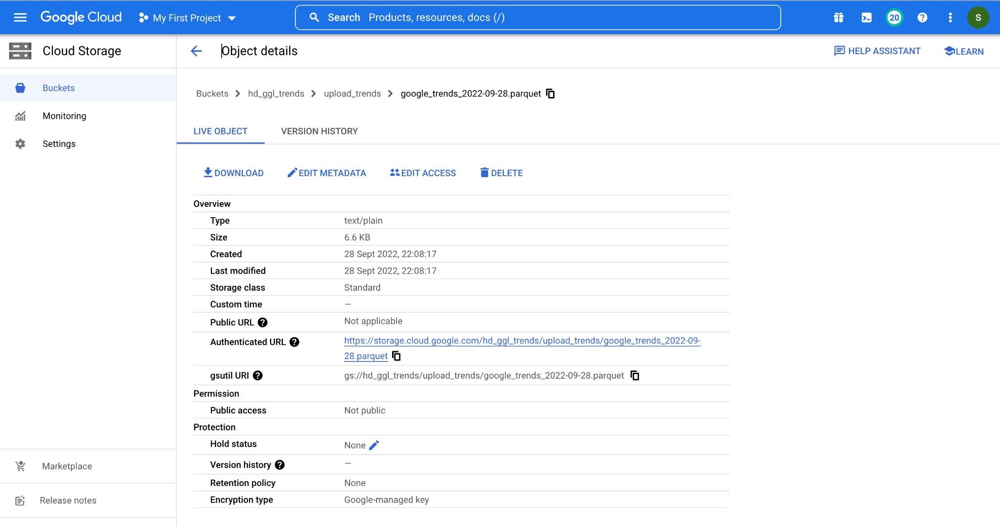 Google Cloud My First Project Search Products, resources, docs (/) 20 S
Cloud Storage
Buckets
Monitoring
Settings
Marketplace
Release notes
Object details HELP ASSISTANT LEARN
Buckets hd_ggl_trends upload_trends google_trends_2022-09-28.parquet
LIVE OBJECT VERSION HISTORY
DOWNLOAD EDIT METADATA EDIT ACCESS DELETE
Overview
Type text/plain
Size 6.6 KB
Created 28 Sept 2022, 22:08:17
Last modified 28 Sept 2022, 22:08:17
Storage class Standard
Custom time —
Public URL Not applicable
Authenticated URL https://storage.cloud.google.com/hd_ggl_trends/upload_trends/google_trends_2022-09-
28.parquet
gsutil URI gs://hd_ggl_trends/upload_trends/google_trends_2022-09-28.parquet
Permission
Public access Not public
Protection
Hold status None
Version history —
Retention policy None
Encryption type Google-managed key